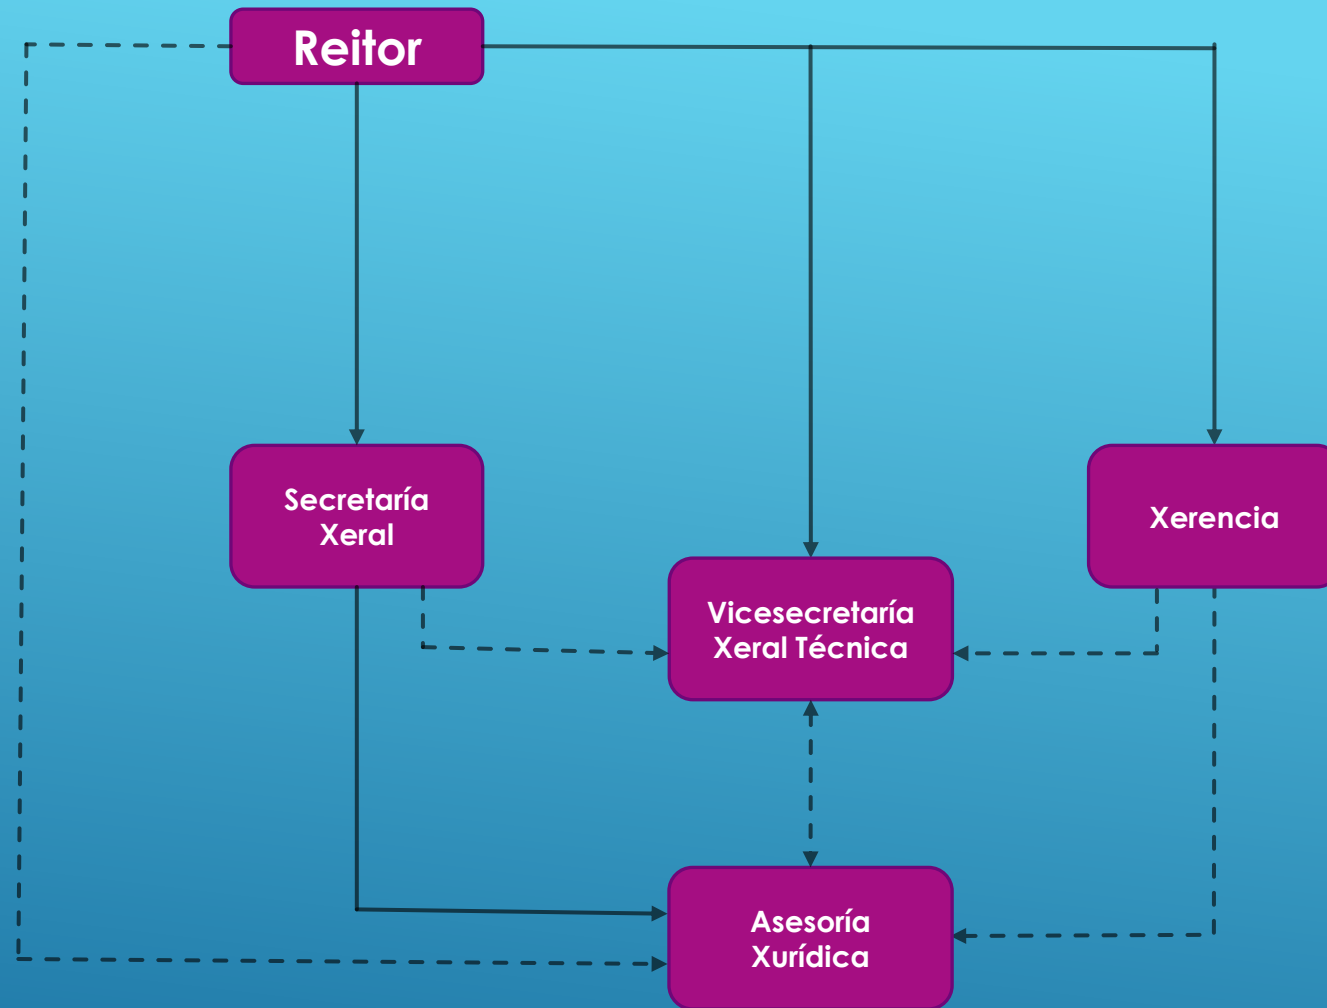 Reitor
Secretaría
Xeral
Xerencia
Vicesecretaría
Xeral Técnica
Asesoría
Xurídica